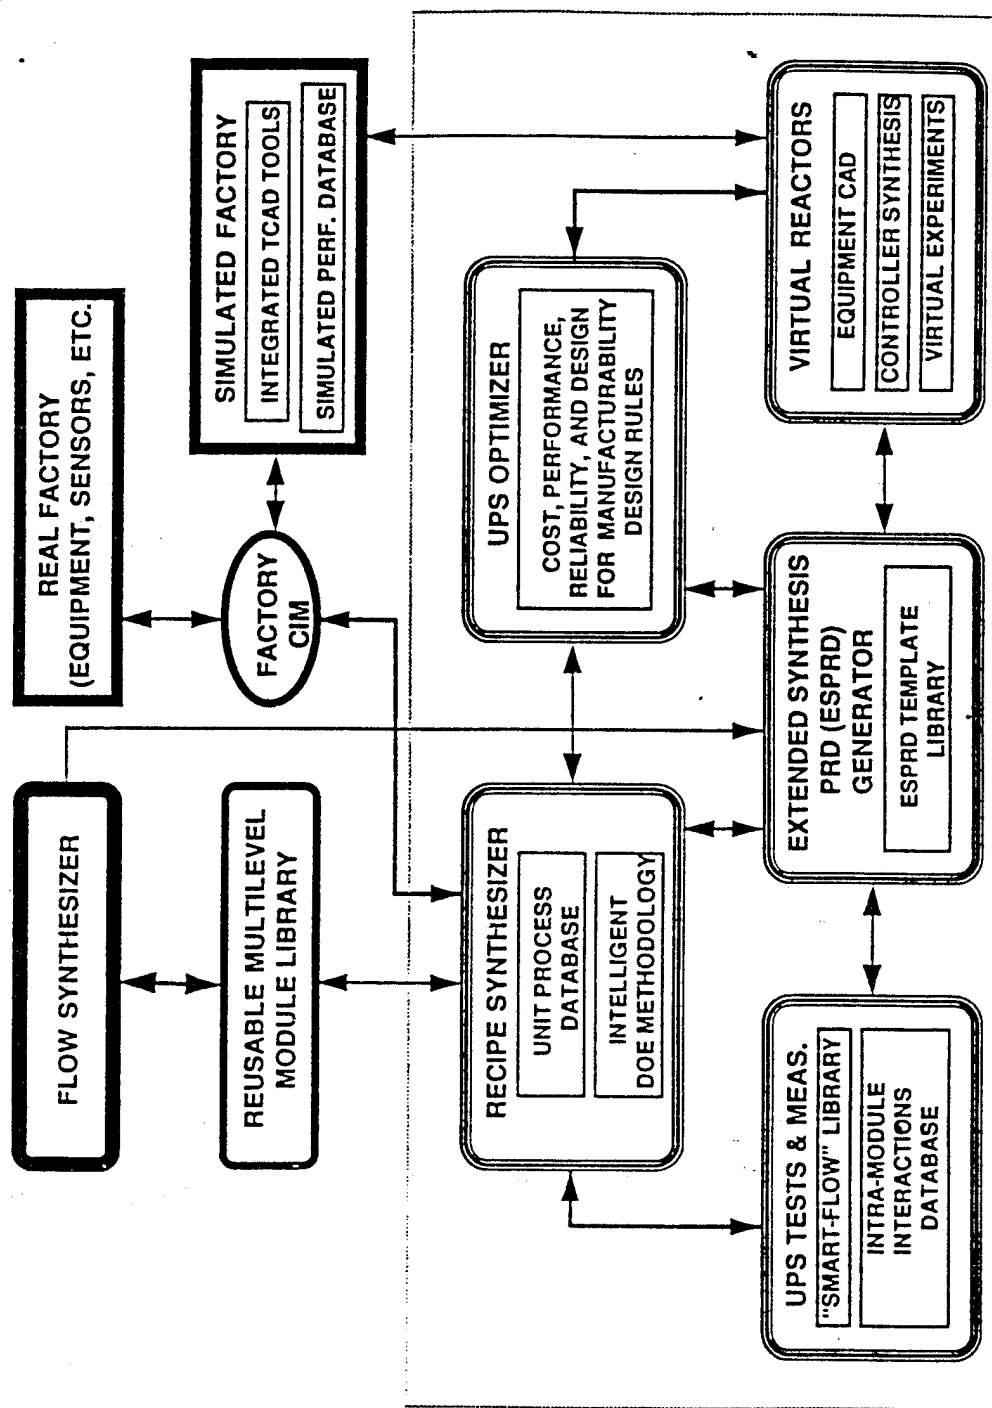 FLOW SYNTHESIZER
REAL FACTORY
(EQUIPMENT, SENSORS, ETC.
REUSABLE MULTILEVEL
MODULE LIBRARY
FACTORY
CIM
SIMULATED FACTORY
INTEGRATED TCAD TOOLS
SIMULATED PERF. DATABASE
RECIPE SYNTHESIZER
UNIT PROCESS
DATABASE
INTELLIGENT
DOE METHODOLOGY
UPS OPTIMIZER
COST, PERFORMANCE,
RELIABILITY, AND DESIGN
FOR MANUFACTURABILITY
DESIGN RULES
UPS TESTS & MEAS.
"SMART-FLOW" LIBRARY
INTRA-MODULE
INTERACTIONS
DATABASE
EXTENDED SYNTHESIS
PRD (ESPRD)
GENERATOR
ESPRD TEMPLATE
LIBRARY
VIRTUAL REACTORS
EQUIPMENT CAD
CONTROLLER SYNTHESIS
VIRTUAL EXPERIMENTS